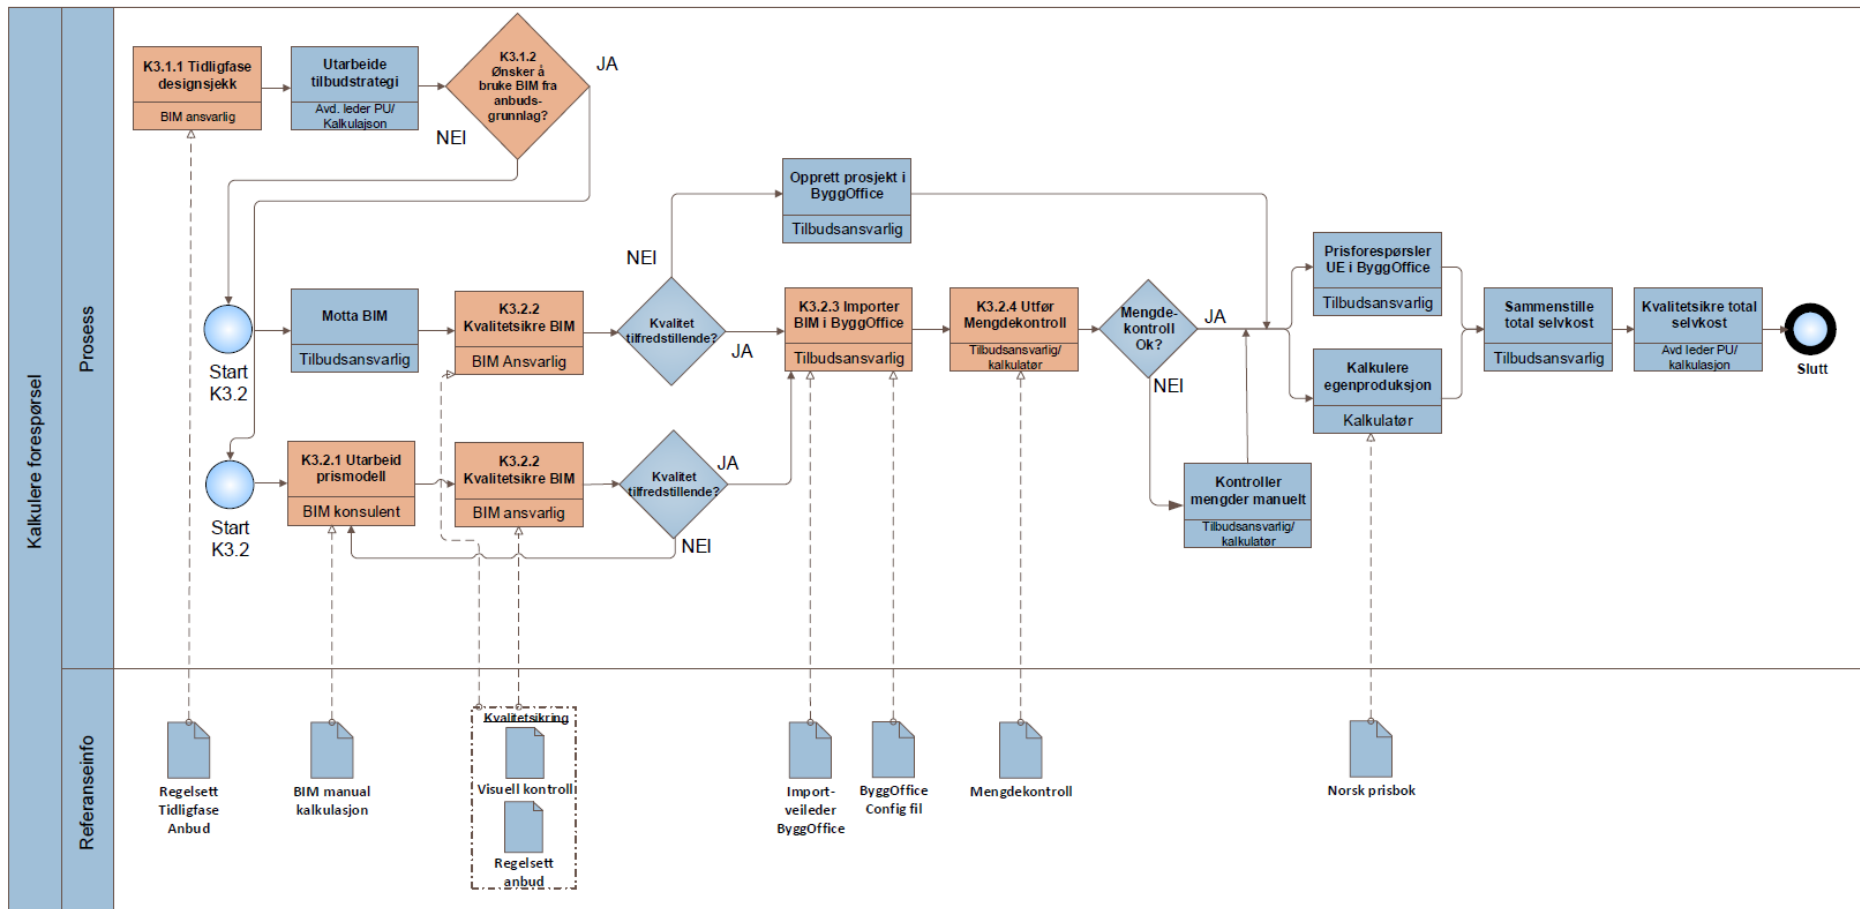 Kalkulere forespørsel
Prosess
K3.1.1 Tidligfase
designsjekk
BIM ansvarlig
Utarbeide
tilbudstrategi
Avd. leder PU/
Kalkulajson
K3.1.2
Ønsker å
bruke BIM fra
anbuds-
grunnlag?
JA
NEI
Opprett prosjekt i
ByggOffice
Tilbudsansvarlig
NEI
Start
K3.2
Motta BIM
Tilbudsansvarlig
K3.2.2
Kvalitetsikre BIM
BIM Ansvarlig
Kvalitet
tilfredstillende?
JA
K3.2.3 Importer
BIM i ByggOffice
Tilbudsansvarlig
K3.2.4 Utfør
Mengdekontroll
Tilbudsansvarlig/
kalkulatør
Mengde-
kontroll
Ok?
JA
NEI
Prisforespørsler
UE i ByggOffice
Tilbudsansvarlig
Kalkulere
egenproduksjon
Kalkulatør
Sammenstille
total selvkost
Tilbudsansvarlig
Kvalitetsikre total
selvkost
Avd leder PU/
kalkulasjon
Slutt
Start
K3.2
K3.2.1 Utarbeid
prismodell
BIM konsulent
K3.2.2
Kvalitetsikre BIM
BIM ansvarlig
Kvalitet
tilfredstillende?
JA
NEI
Kontroller
mengder manuelt
Tilbudsansvarlig/
kalkulatør
Referanseinfo
Regelsett
Tidligfase
Anbud
BIM manual
kalkulasjon
Kvalitetsikring
Visuell kontroll
Regelsett
anbud
Import-
veileder
ByggOffice
ByggOffice
Config fil
Mengdekontroll
Norsk prisbok